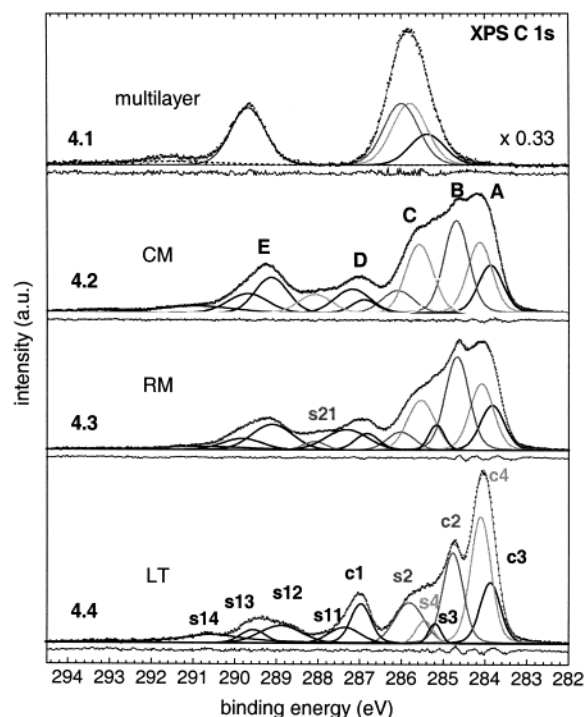 XPS C 1s
multilayer
4.1
x 0.33
A
B
C
D
E
CM
4.2
RM
s21
4.3
c4
c2
c3
LT
c1
s2
s12
s13
s4
s3
s11
s14
4.4
intensity (a.u.)
294 293 292 291 290 289 288 287 286 285 284 283 282
binding energy (eV)